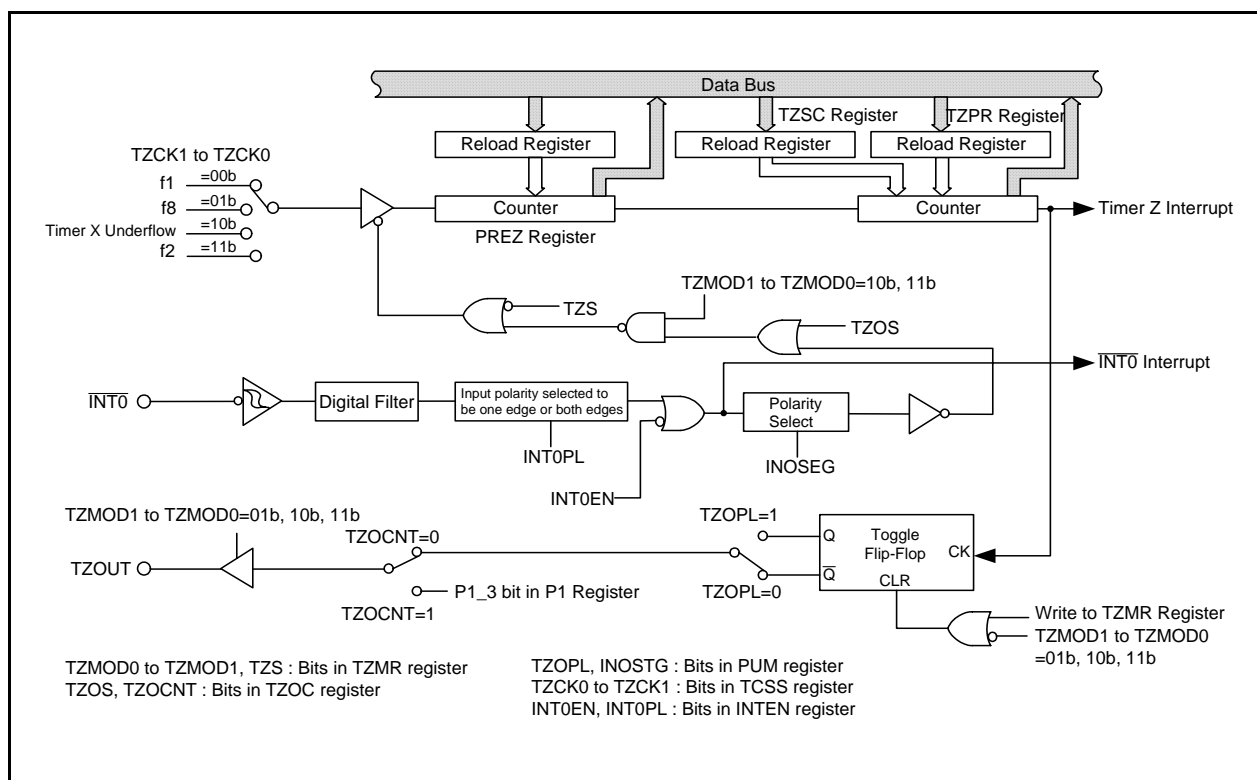 Data Bus
TZSC Register
TZPR Register
Reload Register
Reload Register
Reload Register
TZCK1 to TZCK0
f1
=00b
f8
=01b
Timer X Underflow
=10b
f2
=11b
Counter
Counter
Timer Z Interrupt
PREZ Register
TZMOD1 to TZMOD0=10b, 11b
TZS
TZOS
INT0 Interrupt
INT0
Digital Filter
Input polarity selected to
be one edge or both edges
Polarity
Select
INT0PL
INOSEG
INT0EN
TZMOD1 to TZMOD0=01b, 10b, 11b
TZOPL=1
Q
Toggle
Flip-Flop
CK
TZOCNT=0
TZOUT
Q
CLR
TZOPL=0
P1_3 bit in P1 Register
TZOCNT=1
Write to TZMR Register
TZMOD1 to TZMOD0
=01b, 10b, 11b
TZMOD0 to TZMOD1, TZS : Bits in TZMR register
TZOS, TZOCNT : Bits in TZOC register
TZOPL, INOSTG : Bits in PUM register
TZCK0 to TZCK1 : Bits in TCSS register
INT0EN, INT0PL : Bits in INTEN register